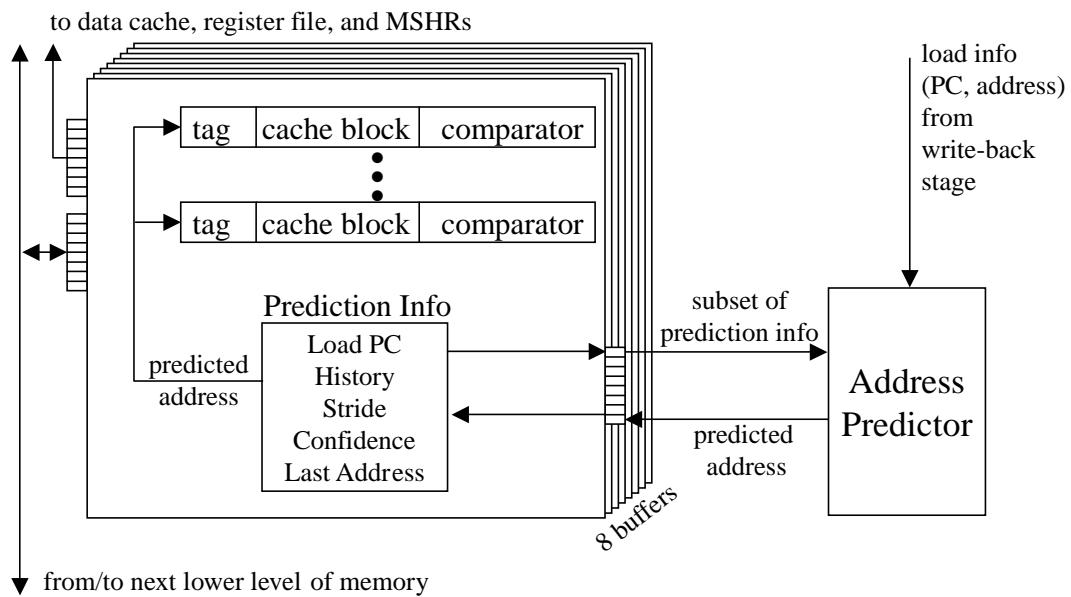 to data cache, register file, and MSHRs
load info
(PC, address)
from
write-back
stage
tag cache block comparator
tag cache block comparator
Prediction Info
Load PC
History
Stride
Confidence
Last Address
predicted
address
subset of
prediction info
predicted
address
Address
Predictor
8 buffers
from/to next lower level of memory